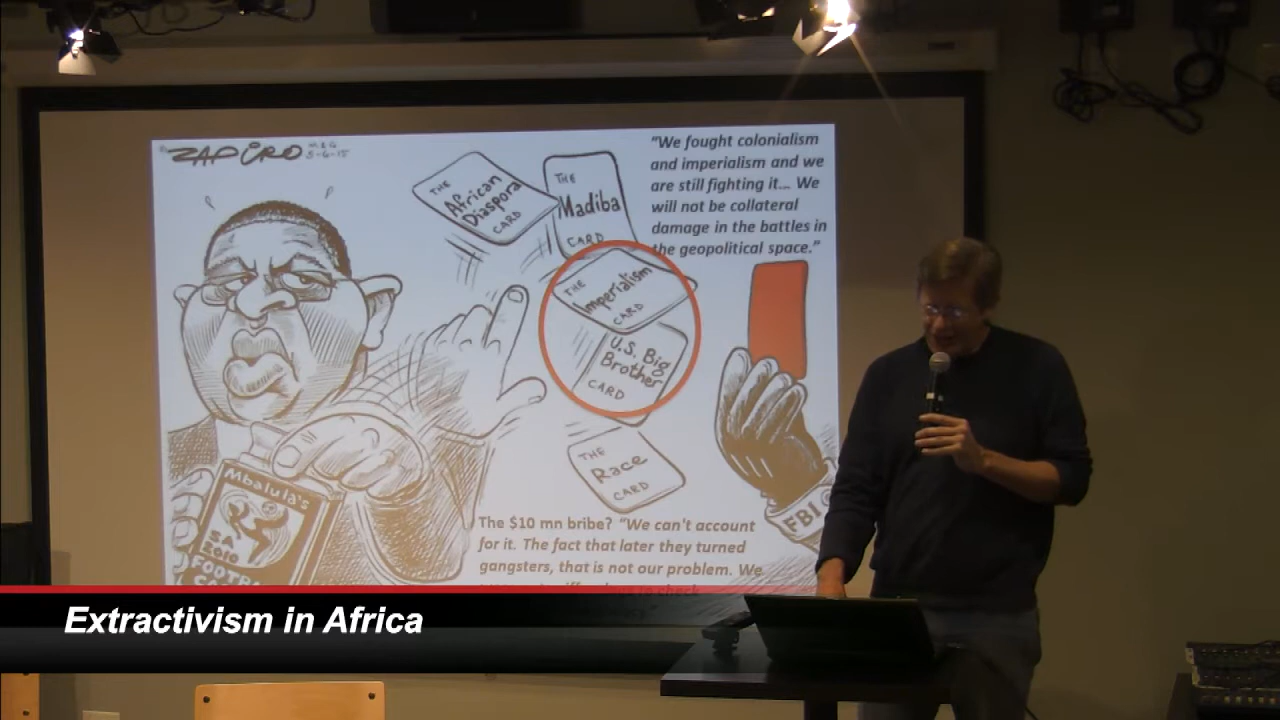 ZAPIRO M&G
5-6-15
"We fought colonialism
and imperialism and we
are still fighting it... We
will not be collateral
damage in the battles in
the geopolitical space."
THE
African
Diaspora
CARD
THE
Madiba
CARD
THE
Imperialism
CARD
U.S. Big
Brother
CARD
THE
Race
CARD
FBI
Mbalula's
SA
2010
The $10 mn bribe? "We can't account
for it. The fact that later they turned
gangsters, that is not our problem. We
Extractivism in Africa